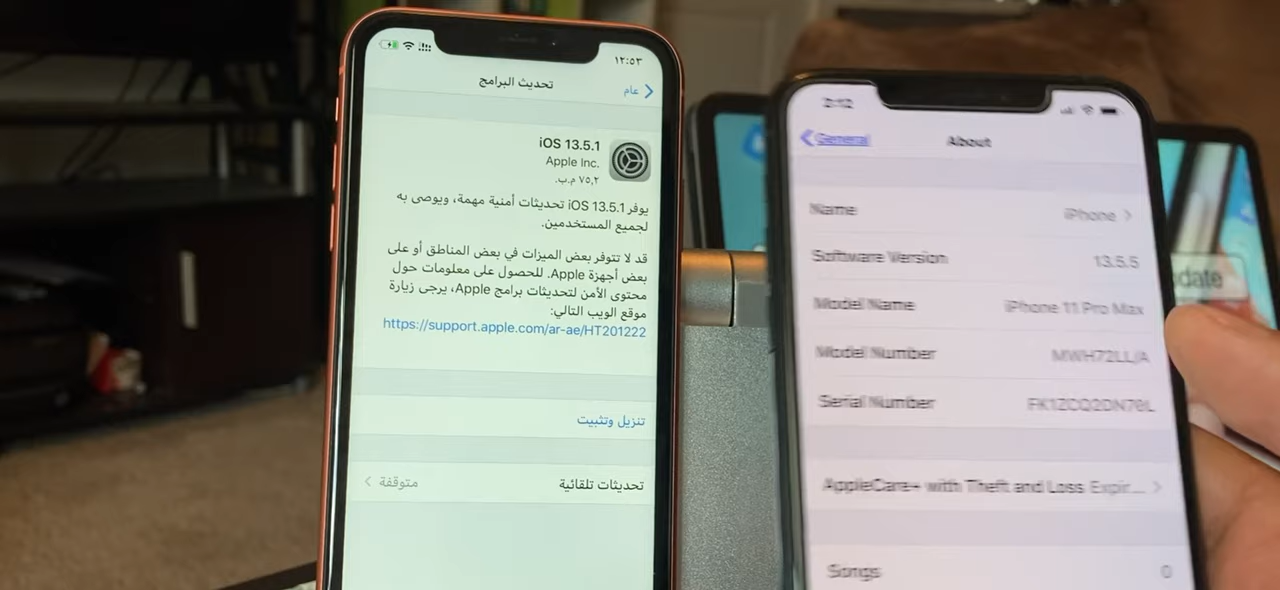 ١٢:٥٣
عام
تحديث البرامج
iOS 13.5.1
Apple Inc.
٧٥,٢ م.ب.
يوفر iOS 13.5.1 تحديثات أمنية مهمة، ويوصى به
لجميع المستخدمين.
قد لا تتوفر بعض الميزات في بعض المناطق أو على
بعض أجهزة Apple. للحصول على معلومات حول
محتوى الأمن لتحديثات برامج Apple، يرجى زيارة
موقع الويب التالي:
https://support.apple.com/ar-ae/HT201222
تنزيل وتثبيت
تحديثات تلقائية متوقفة
2:12
General
About
Name iPhone
Software Version 13.5.5
Model Name iPhone 11 Pro Max
Model Number MWH72LL/A
Serial Number
AppleCare+ with Theft and Loss Expir...
Songs 0
date